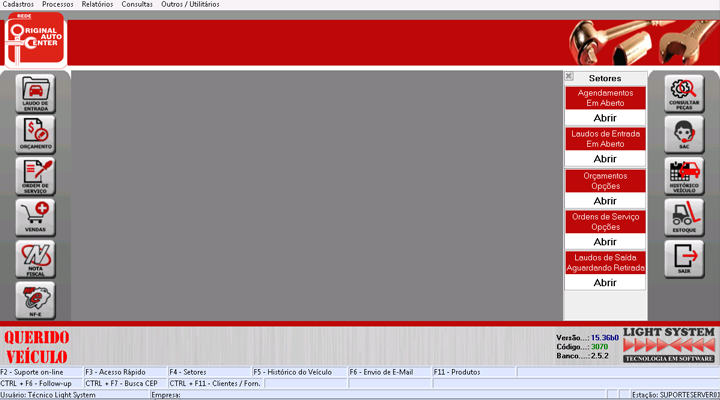 Cadastros Processos Relatórios Consultas Outros / Utilitários
REDE
ORIGINAL
AUTO
CENTER
LAUDO DE
ENTRADA
ORÇAMENTO
ORDEM DE
SERVIÇO
VENDAS
NOTA
FISCAL
NF-E
Setores
Agendamentos
Em Aberto
Abrir
Laudos de Entrada
Em Aberto
Abrir
Orçamentos
Opções
Abrir
Ordens de Serviço
Opções
Abrir
Laudos de Saída
Aguardando Retirada
Abrir
CONSULTAR
PEÇAS
SAC
HISTÓRICO
VEÍCULO
ESTOQUE
SAIR
QUERIDO
VEÍCULO
Versão...: 15.36b0
Código....: 3070
Banco....: 2.5.2
LIGHT SYSTEM
TECNOLOGIA EM SOFTWARE
F2 - Suporte on-line F3 - Acesso Rápido F4 - Setores F5 - Histórico do Veículo F6 - Envio de E-Mail F11 - Produtos
CTRL + F6 - Follow-up CTRL + F7 - Busca CEP CTRL + F11 - Clientes / Forn.
Usuário: Técnico Light System Empresa: Estação: SUPORTESERVER81